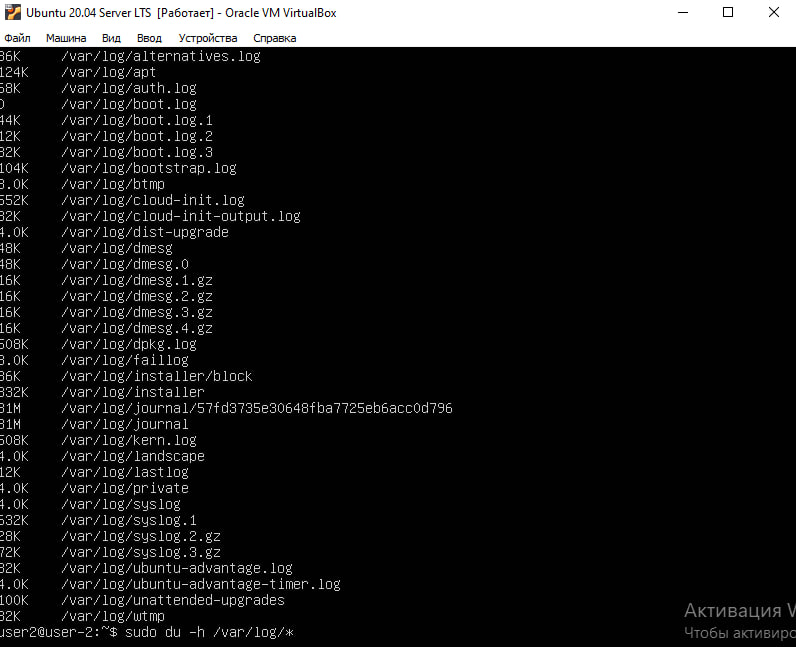 Ubuntu 20.04 Server LTS [Работает] - Oracle VM VirtualBox
Файл Машина Вид Ввод Устройства Справка
36K /var/log/alternatives.log
124K /var/log/apt
68K /var/log/auth.log
0 /var/log/boot.log
44K /var/log/boot.log.1
12K /var/log/boot.log.2
32K /var/log/boot.log.3
104K /var/log/bootstrap.log
8.0K /var/log/btmp
552K /var/log/cloud-init.log
32K /var/log/cloud-init-output.log
4.0K /var/log/dist-upgrade
48K /var/log/dmesg
48K /var/log/dmesg.0
16K /var/log/dmesg.1.gz
16K /var/log/dmesg.2.gz
16K /var/log/dmesg.3.gz
16K /var/log/dmesg.4.gz
508K /var/log/dpkg.log
8.0K /var/log/faillog
36K /var/log/installer/block
832K /var/log/installer
81M /var/log/journal/57fd3735e30648fba7725eb6acc0d796
81M /var/log/journal
508K /var/log/kern.log
4.0K /var/log/landscape
12K /var/log/lastlog
4.0K /var/log/private
4.0K /var/log/syslog
632K /var/log/syslog.1
28K /var/log/syslog.2.gz
72K /var/log/syslog.3.gz
32K /var/log/ubuntu-advantage.log
4.0K /var/log/ubuntu-advantage-timer.log
100K /var/log/unattended-upgrades
32K /var/log/wtmp
user2@user-2:~$ sudo du -h /var/log/*
Активация W
Чтобы активиро